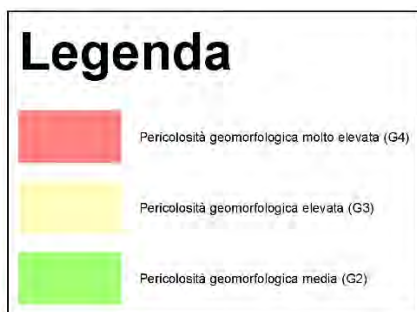 Legenda
Pericolosità geomorfologica molto elevata (G4)
Pericolosità geomorfologica elevata (G3)
Pericolosità geomorfologica media (G2)